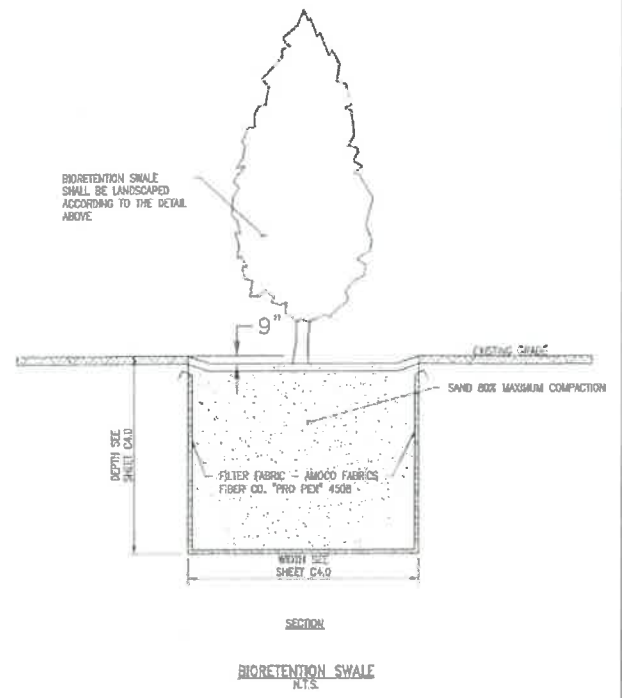 BIORETENTION SWALE
SHALL BE LANDSCAPED
ACCORDING TO THE DETAIL
ABOVE
9"
EXISTING GRADE
SAND 80% MAXIMUM COMPACTION
DEPTH SEE
SHEET C4.0
FILTER FABRIC - AMOCO FABRICS
FIBER CO. "PRO PEX"
WIDTH SEE
SHEET C4.0
SECTION
BIORETENTION SWALE
N.T.S.